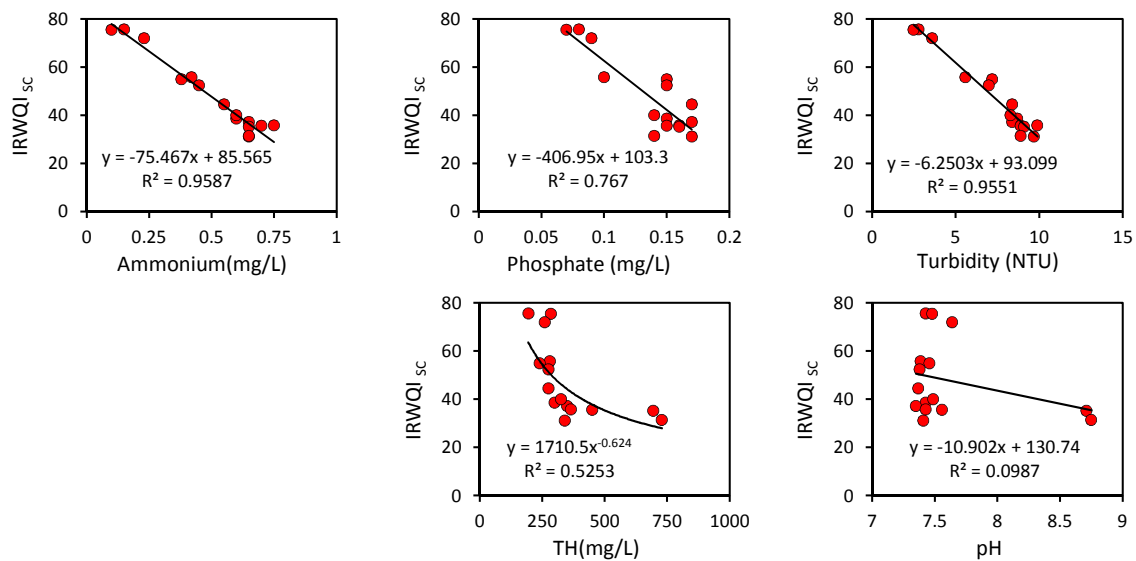 80
60
40
20
0
IRWQI SC
y = -75.467x + 85.565
R² = 0.9587
0 0.25 0.5 0.75 1
Ammonium(mg/L)
80
60
40
20
0
IRWQI SC
y = -406.95x + 103.3
R² = 0.767
0 0.05 0.1 0.15 0.2
Phosphate (mg/L)
80
60
40
20
0
IRWQI SC
y = -6.2503x + 93.099
R² = 0.9551
0 5 10 15
Turbidity (NTU)
80
60
40
20
0
IRWQI SC
y = 1710.5x⁻⁰·⁶²⁴
R² = 0.5253
0 250 500 750 1000
TH(mg/L)
80
60
40
20
0
IRWQI SC
y = -10.902x + 130.74
R² = 0.0987
7 7.5 8 8.5 9
pH